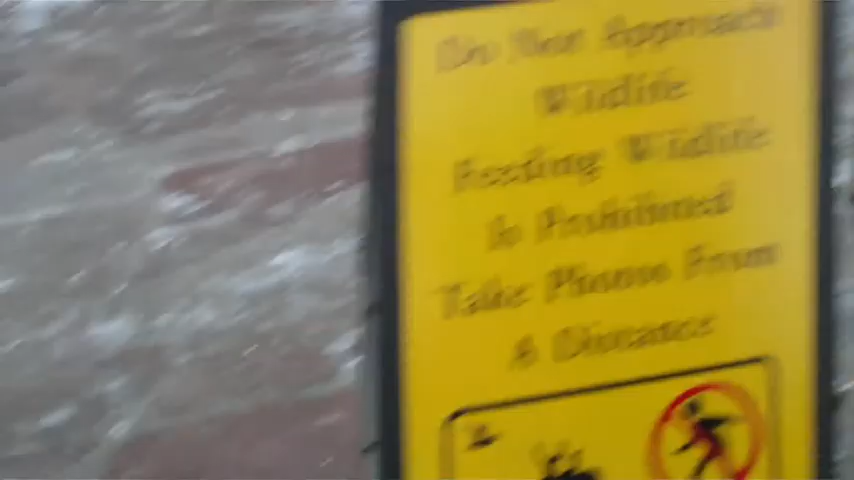 Do Not Approach
Wildlife
Feeding Wildlife
Is Prohibited
Take Photos From
A Distance